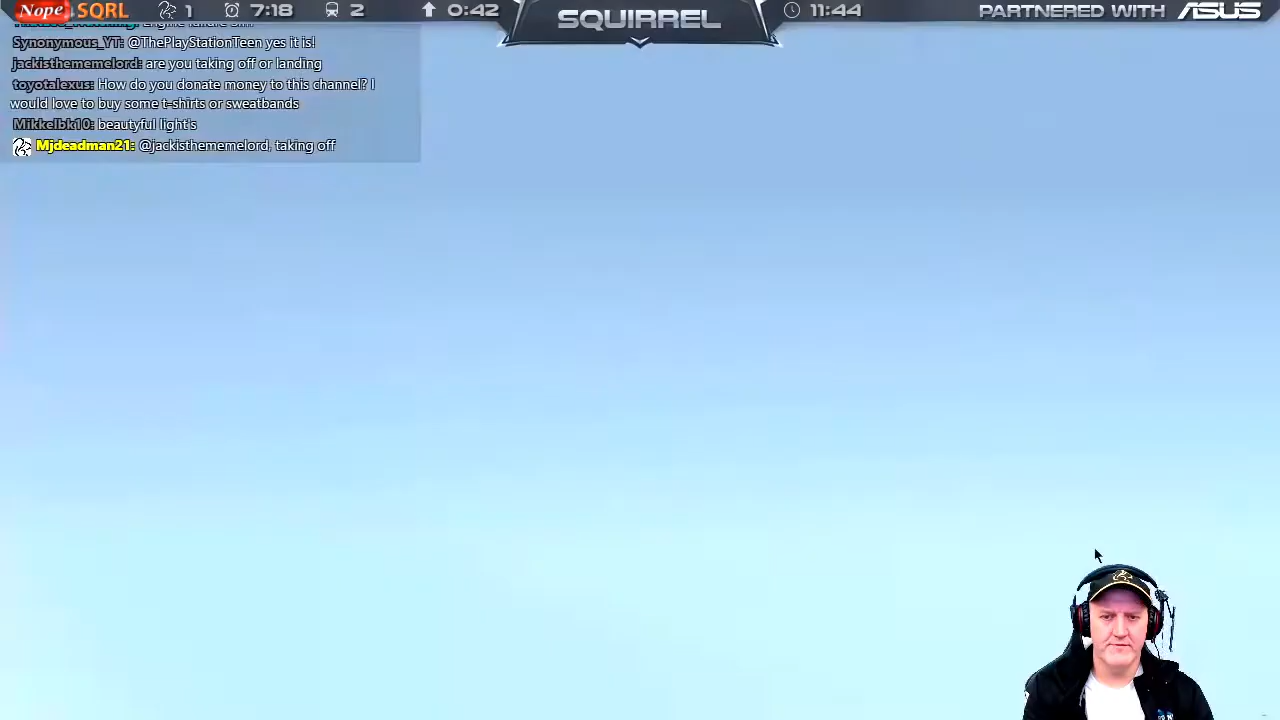 Nope SQRL 1 7:18 2 0:42 SQUIRREL 11:44 PARTNERED WITH ASUS
Synonymous_YT: @ThePlayStationTeen yes it is!
jackisthememelord: are you taking off or landing
toyotalexus: How do you donate money to this channel? I
would love to buy some t-shirts or sweatbands
Mikkelbk10: beautyful light's
Mjdeadman21: @jackisthememelord, taking off